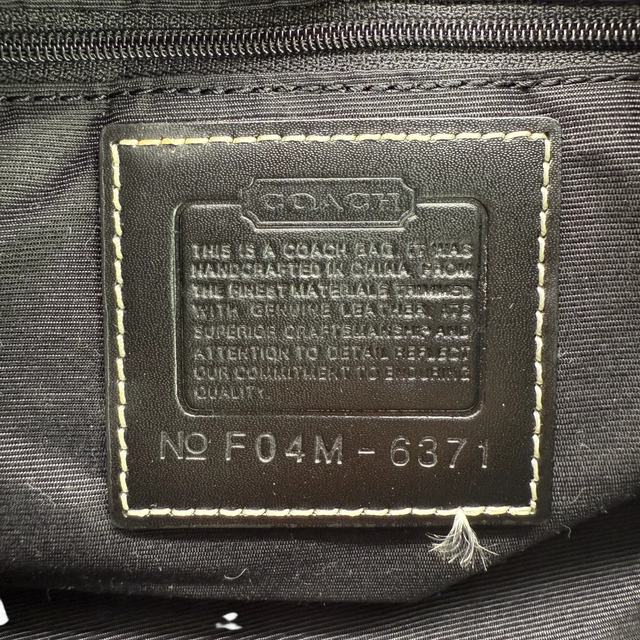 COACH
THIS IS A COACH BAG. IT WAS
HANDCRAFTED IN CHINA FROM
THE FINEST MATERIALS TRIMMED
WITH GENUINE LEATHER. ITS
SUPERIOR CRAFTSMANSHIP AND
ATTENTION TO DETAIL REFLECT
OUR COMMITMENT TO ENDURING
QUALITY.
No F04M-6371